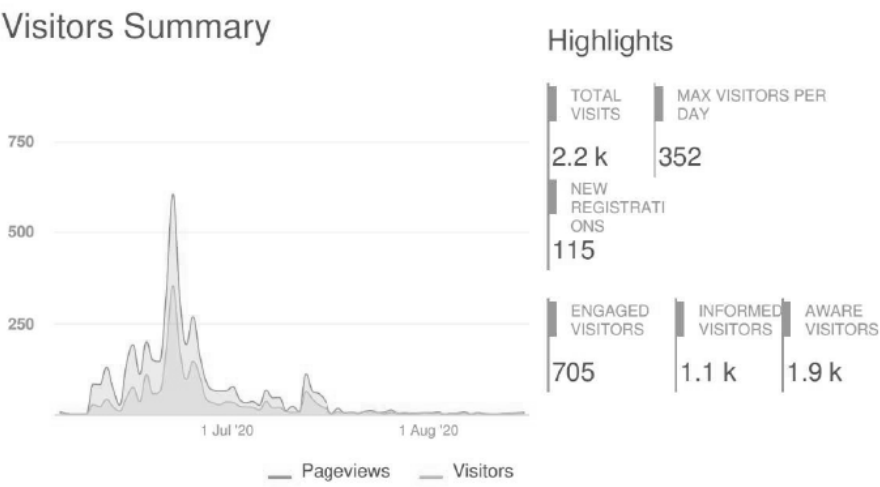 Visitors Summary
Highlights
TOTAL
VISITS
2.2 k
MAX VISITORS PER
DAY
352
NEW
REGISTRATI
ONS
115
ENGAGED
VISITORS
705
INFORMED
VISITORS
1.1 k
AWARE
VISITORS
1.9 k
750
500
250
1 Jul '20
1 Aug '20
Pageviews
Visitors